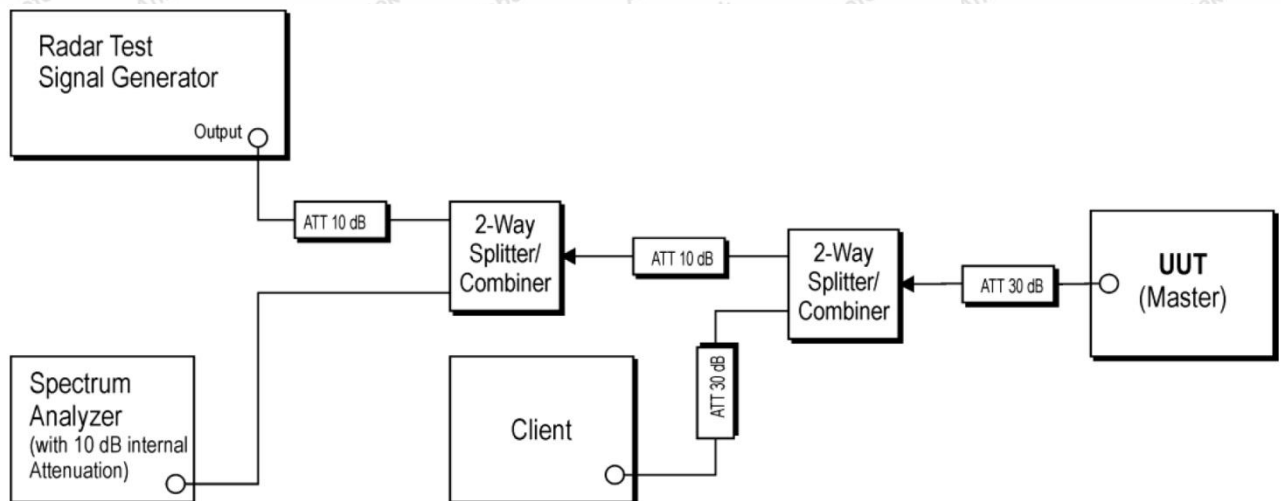 Radar Test
Signal Generator
Output
ATT 10 dB
2-Way
Splitter/
Combiner
ATT 10 dB
2-Way
Splitter/
Combiner
ATT 30 dB
UUT
(Master)
ATT 30 dB
Spectrum
Analyzer
(with 10 dB internal
Attenuation)
Client